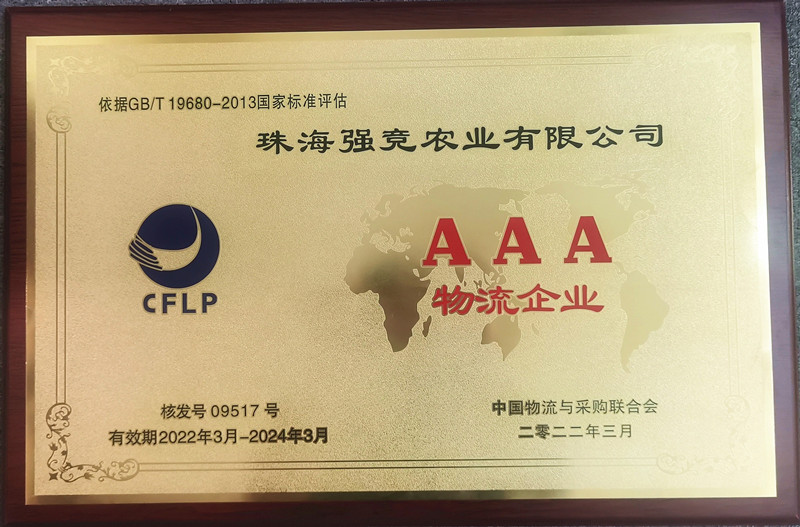 依据GB/T 19680-2013国家标准评估
珠海强竞农业有限公司
CFLP
AAA
物流企业
核发号 09517 号
有效期2022年3月-2024年3月
中国物流与采购联合会
二零二二年三月